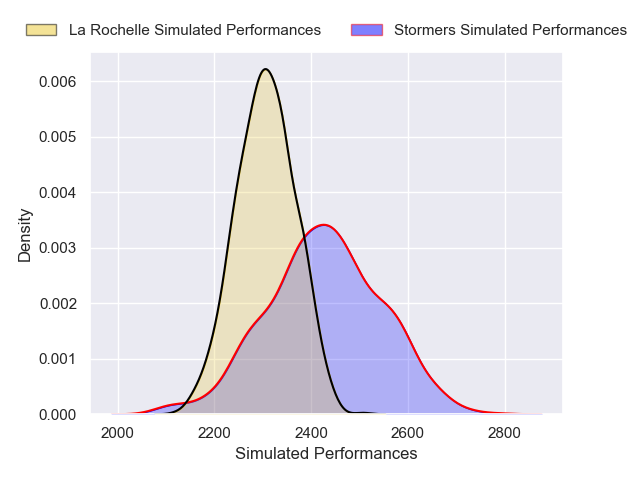 La Rochelle Simulated Performances Stormers Simulated Performances
0.006
0.005
0.004
0.003
0.002
0.001
0.000
Density
2000 2200 2400 2600 2800
Simulated Performances